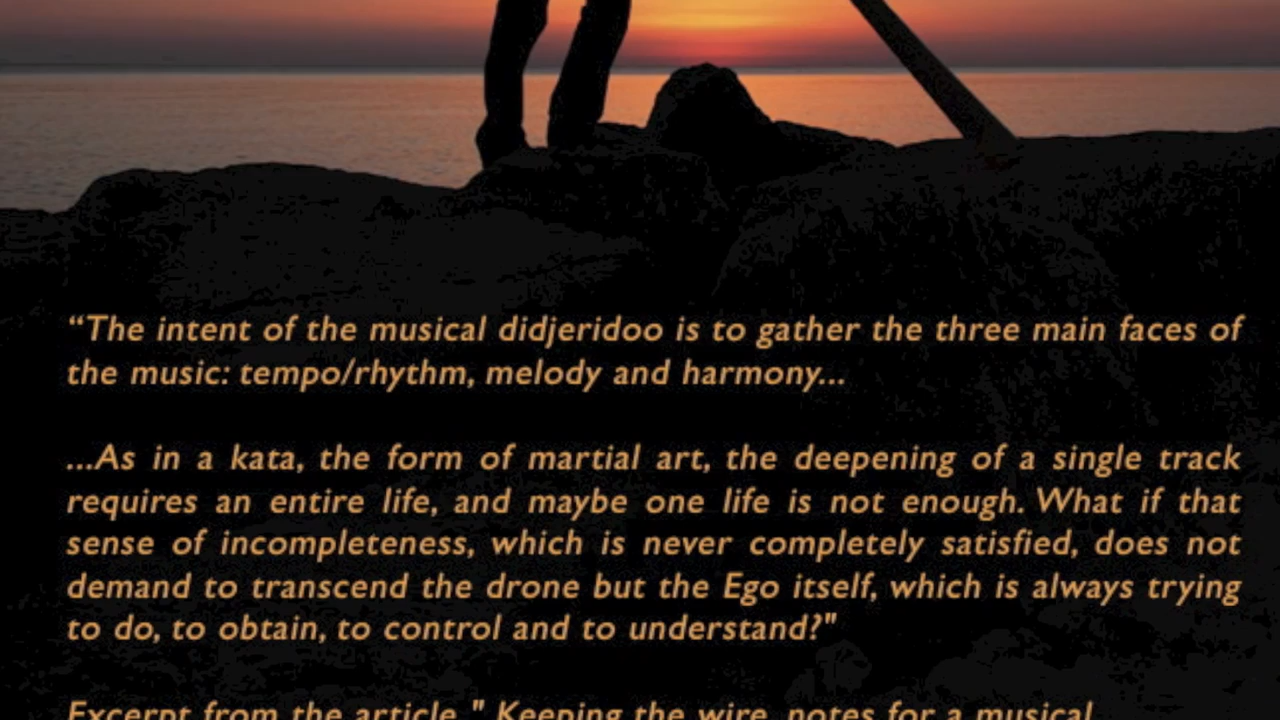 “The intent of the musical didjeridoo is to gather the three main faces of
the music: tempo/rhythm, melody and harmony...
...As in a kata, the form of martial art, the deepening of a single track
requires an entire life, and maybe one life is not enough. What if that
sense of incompleteness, which is never completely satisfied, does not
demand to transcend the drone but the Ego itself, which is always trying
to do, to obtain, to control and to understand?"
Excerpt from the article " Keeping the wire, notes for a musical